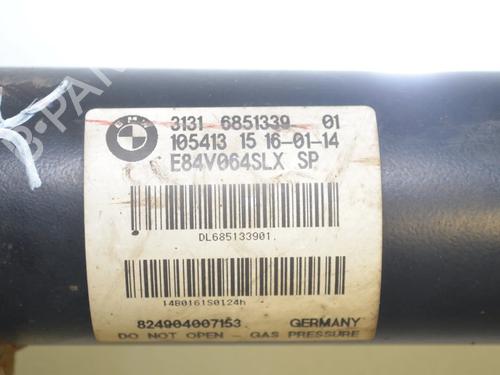 BMW
3131 6851339 01
105413 15 16-01-14
E84V064SLX SP
DL685133901.
14B0161S0124h
824904007153 GERMANY
DO NOT OPEN - GAS PRESSURE